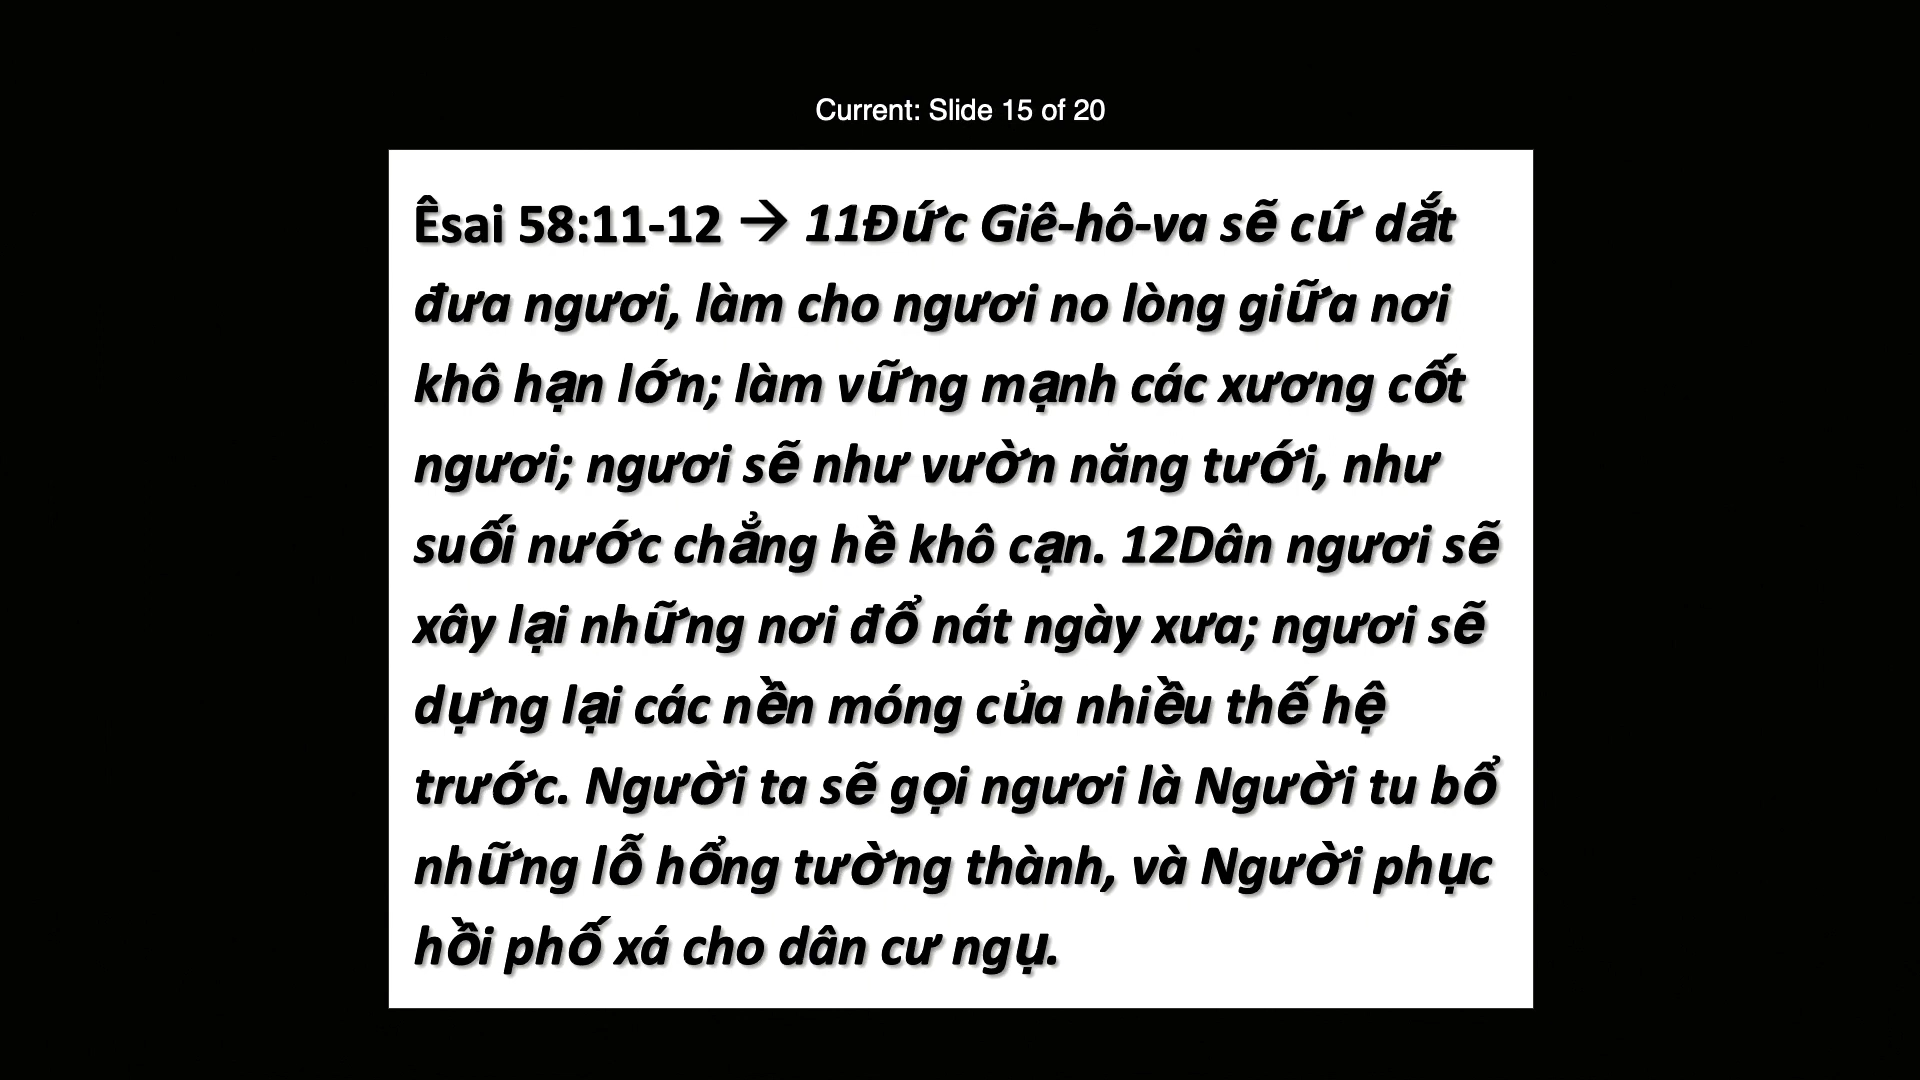 Current: Slide 15 of 20
Êsai 58:11-12 → 11Đức Giê-hô-va sẽ cứ dắt
đưa ngươi, làm cho ngươi no lòng giữa nơi
khô hạn lớn; làm vững mạnh các xương cốt
ngươi; ngươi sẽ như vườn năng tưới, như
suối nước chẳng hề khô cạn. 12Dân ngươi sẽ
xây lại những nơi đổ nát ngày xưa; ngươi sẽ
dựng lại các nền móng của nhiều thế hệ
trước. Người ta sẽ gọi ngươi là Người tu bổ
những lỗ hổng tường thành, và Người phục
hồi phố xá cho dân cư ngụ.